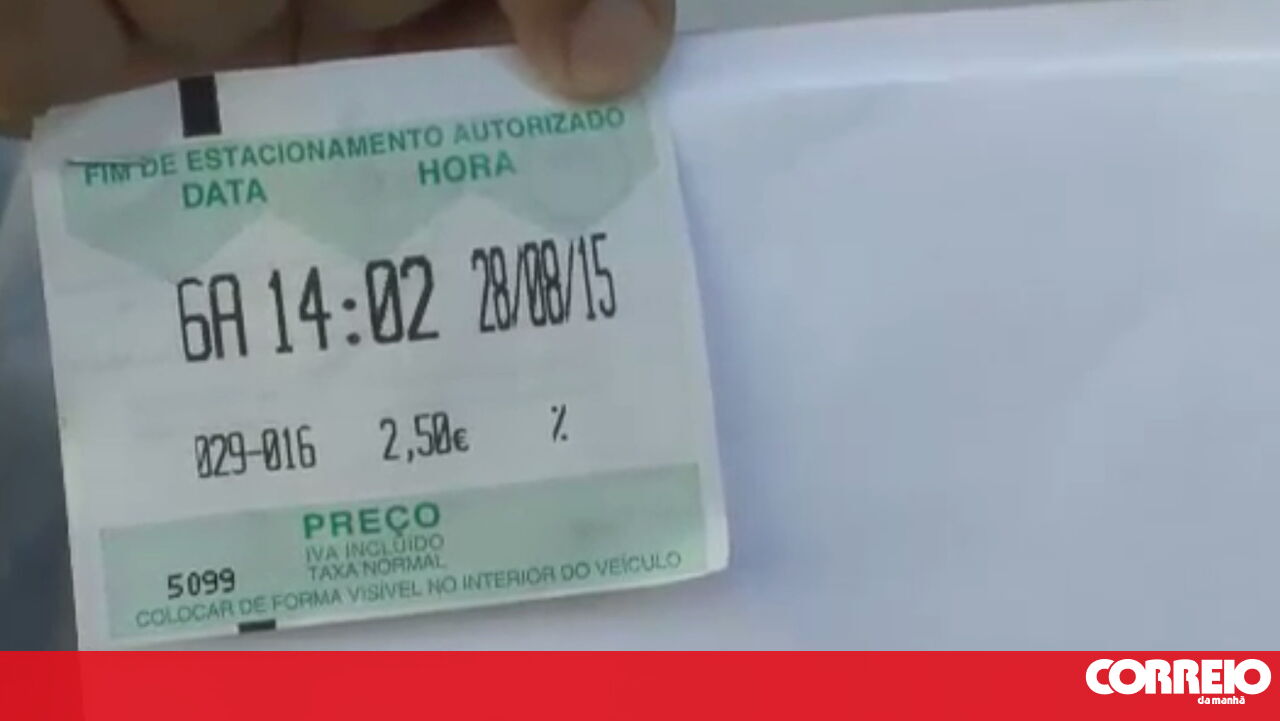 FIM DE ESTACIONAMENTO AUTORIZADO
DATA HORA
6A 14:02 28/08/15
029-016 2,50€ %
PREÇO
IVA INCLUÍDO
TAXA NORMAL
5099
COLOCAR DE FORMA VISÍVEL NO INTERIOR DO VEÍCULO
CORREIO
da manhã